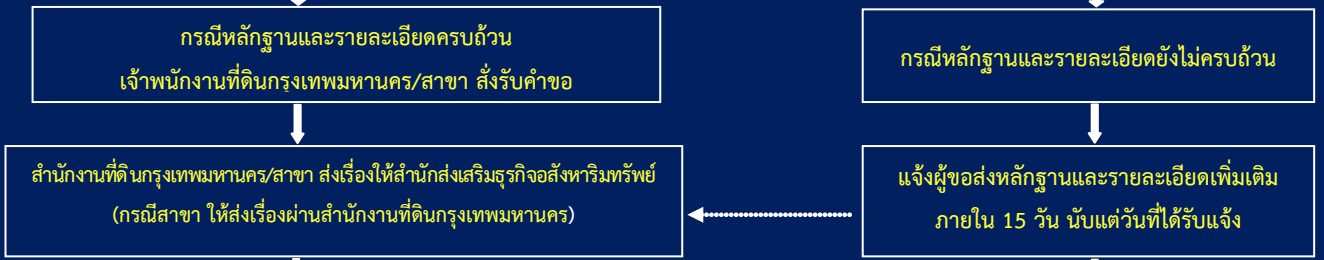 กรณีหลักฐานและรายละเอียดครบถ้วน
เจ้าพนักงานที่ดินกรุงเทพมหานคร/สาขา สั่งรับคำขอ
กรณีหลักฐานและรายละเอียดยังไม่ครบถ้วน
สำนักงานที่ดินกรุงเทพมหานคร/สาขา ส่งเรื่องให้สำนักส่งเสริมธุรกิจอสังหาริมทรัพย์
(กรณีสาขา ให้ส่งเรื่องผ่านสำนักงานที่ดินกรุงเทพมหานคร)
แจ้งผู้ขอส่งหลักฐานและรายละเอียดเพิ่มเติม
ภายใน 15 วัน นับแต่วันที่ได้รับแจ้ง